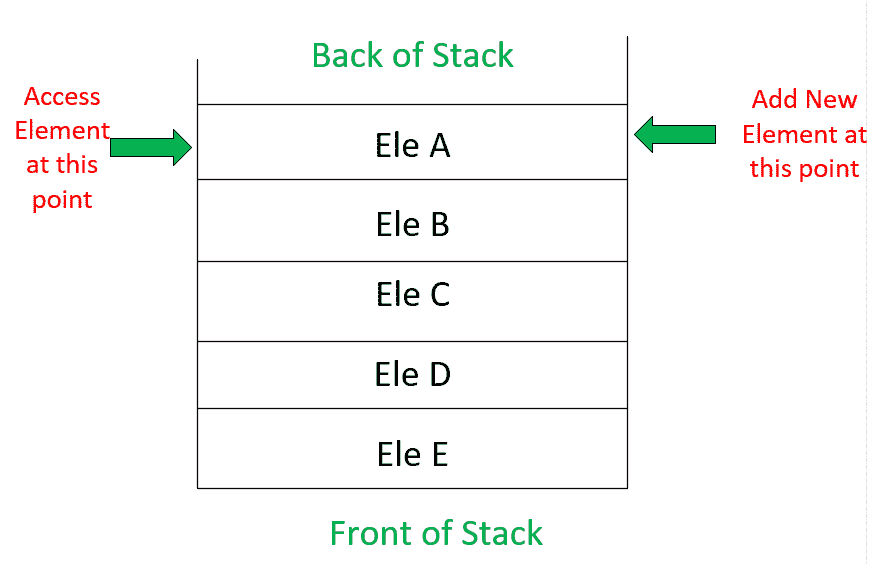 Back of Stack
Access
Element
at this
point
Add New
Element at
this point
Ele A
Ele B
Ele C
Ele D
Ele E
Front of Stack